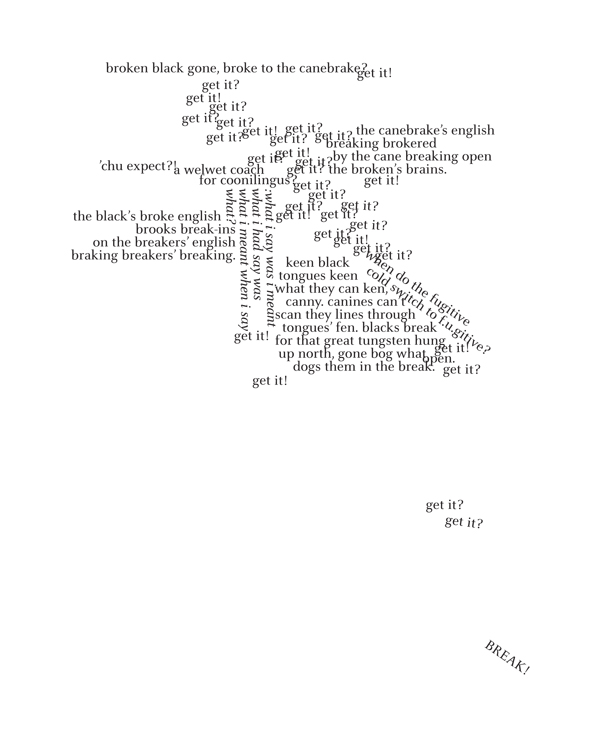 broken black gone, broke to the canebrake?
get it!
get it?
get it!
get it?
get it?
get it?
get it?
get it!
get it?
get it?
get it?
the canebrake's english
breaking brokered
get it!
get it?
get it?
by the cane breaking open
'chu expect?!
a welwet coach
get it?
the broken's brains.
for coonilingus?
get it?
get it!
get it?
get it?
get it?
the black's broke english
get it!
get it?
brooks break-ins
get it?
get it?
on the breakers' english
get it!
get it?
braking breakers' breaking.
get it?
what?
what i meant when i say
what i had say was
:what i say was i meant
keen black
tongues keen
what they can ken,
canny. canines can't
scan they lines through
tongues' fen. blacks break
for that great tungsten hung
up north, gone bog what
dogs them in the break.
when do the fugitive
cold switch to f.u.gitive?
get it!
get it!
open.
get it?
get it!
get it?
get it?
BREAK!